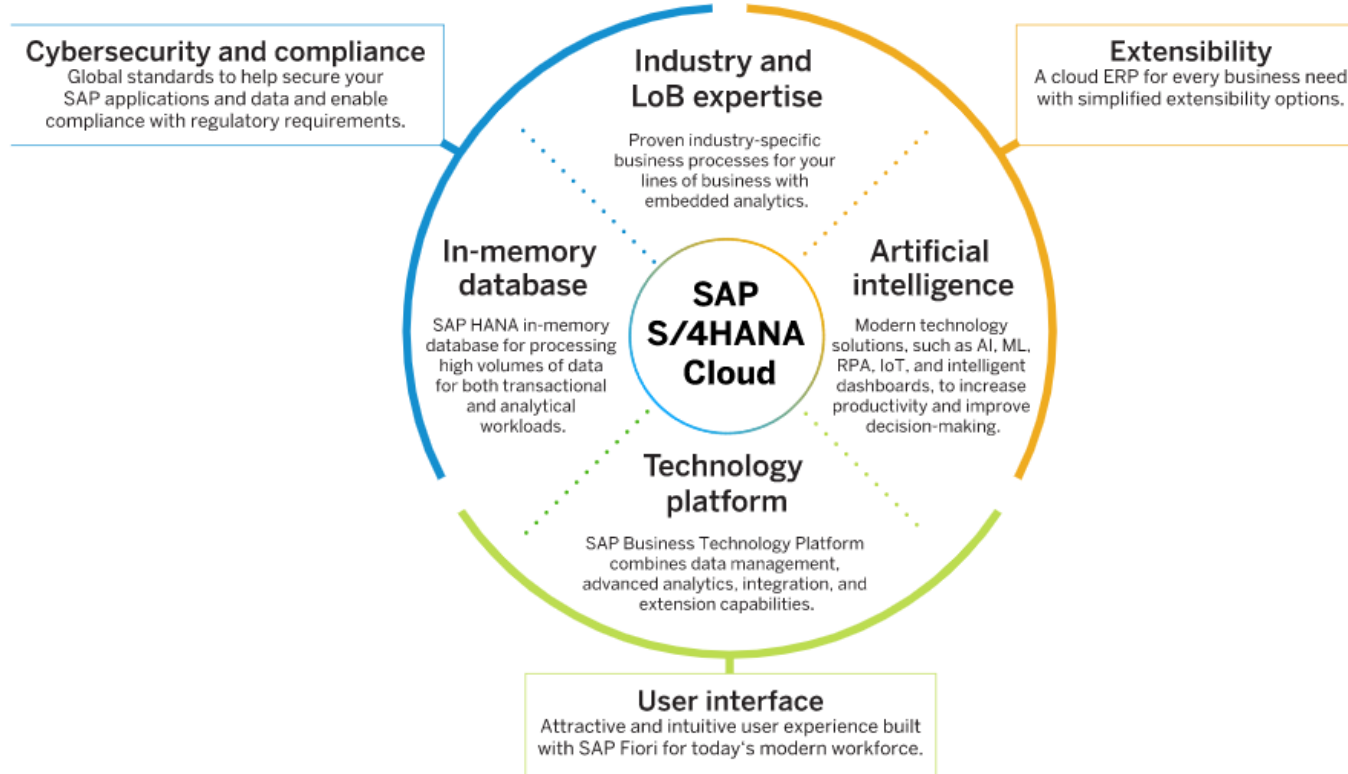 Cybersecurity and compliance
Global standards to help secure your
SAP applications and data and enable
compliance with regulatory requirements.
Industry and
LoB expertise
Proven industry-specific
business processes for your
lines of business with
embedded analytics.
Extensibility
A cloud ERP for every business need
with simplified extensibility options.
In-memory
database
SAP HANA in-memory
database for processing
high volumes of data
for both transactional
and analytical
workloads.
SAP
S/4HANA
Cloud
Artificial
intelligence
Modern technology
solutions, such as AI, ML,
RPA, IoT, and intelligent
dashboards, to increase
productivity and improve
decision-making.
Technology
platform
SAP Business Technology Platform
combines data management,
advanced analytics, integration, and
extension capabilities.
User interface
Attractive and intuitive user experience built
with SAP Fiori for today‘s modern workforce.